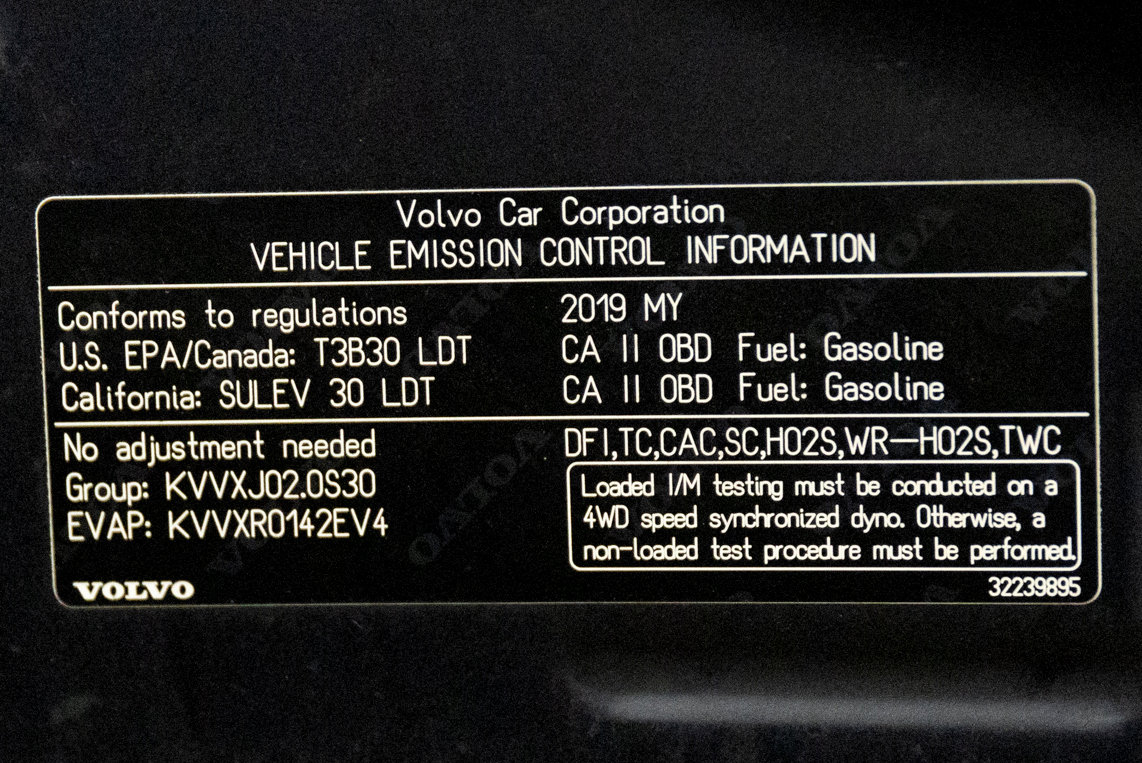 Volvo Car Corporation
VEHICLE EMISSION CONTROL INFORMATION
Conforms to regulations 2019 MY
U.S. EPA/Canada: T3B30 LDT CA II OBD Fuel: Gasoline
California: SULEV 30 LDT CA II OBD Fuel: Gasoline
No adjustment needed DFI,TC,CAC,SC,HO2S,WR-HO2S,TWC
Group: KVVXJ02.0S30
EVAP: KVVXR0142EV4
Loaded I/M testing must be conducted on a
4WD speed synchronized dyno. Otherwise, a
non-loaded test procedure must be performed.
VOLVO
32239895